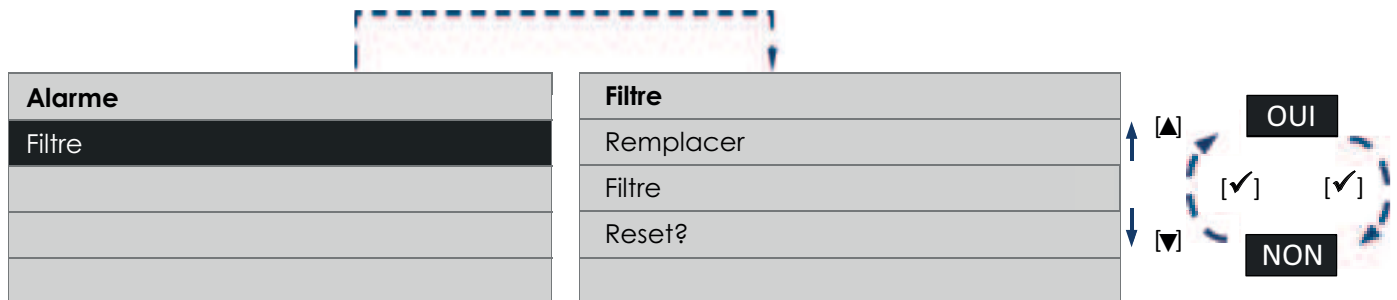 Alarme
Filtre
Filtre
Remplacer
Filtre
Reset?
[▲]
[▼]
OUI
[✓] [✓]
NON